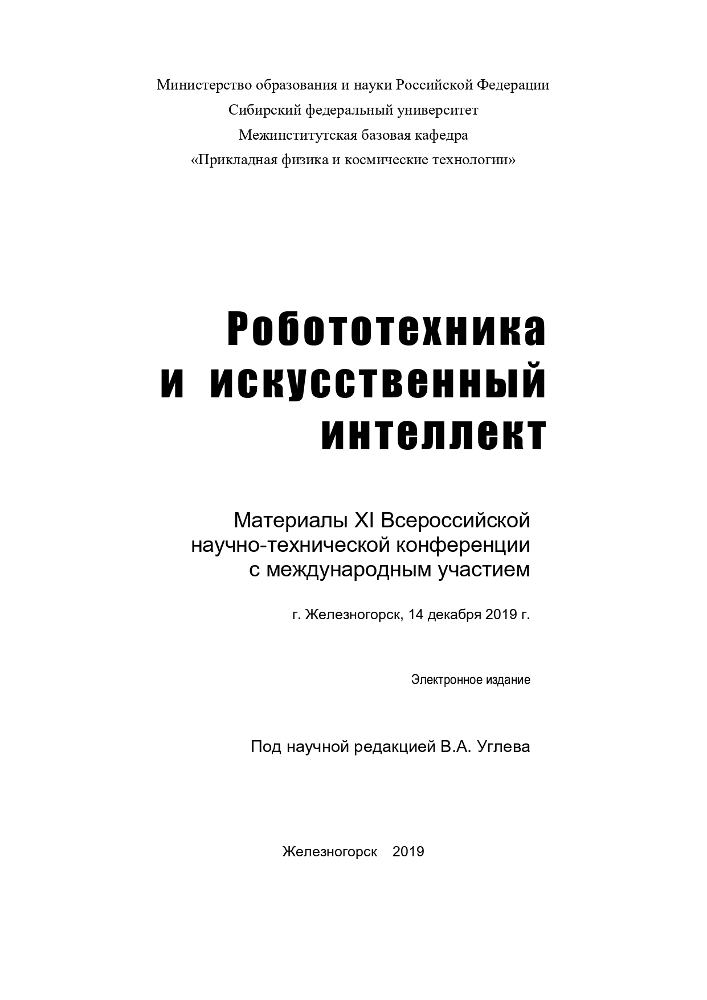 Министерство образования и науки Российской Федерации
Сибирский федеральный университет
Межинститутская базовая кафедра
«Прикладная физика и космические технологии»
Робототехника
и искусственный
интеллект
Материалы XI Всероссийской
научно-технической конференции
с международным участием
г. Железногорск, 14 декабря 2019 г.
Электронное издание
Под научной редакцией В.А. Углева
Железногорск 2019